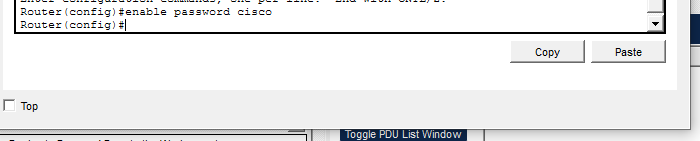 Router(config)#enable password cisco
Router(config)#
Copy
Paste
Top
Toggle PDU List Window